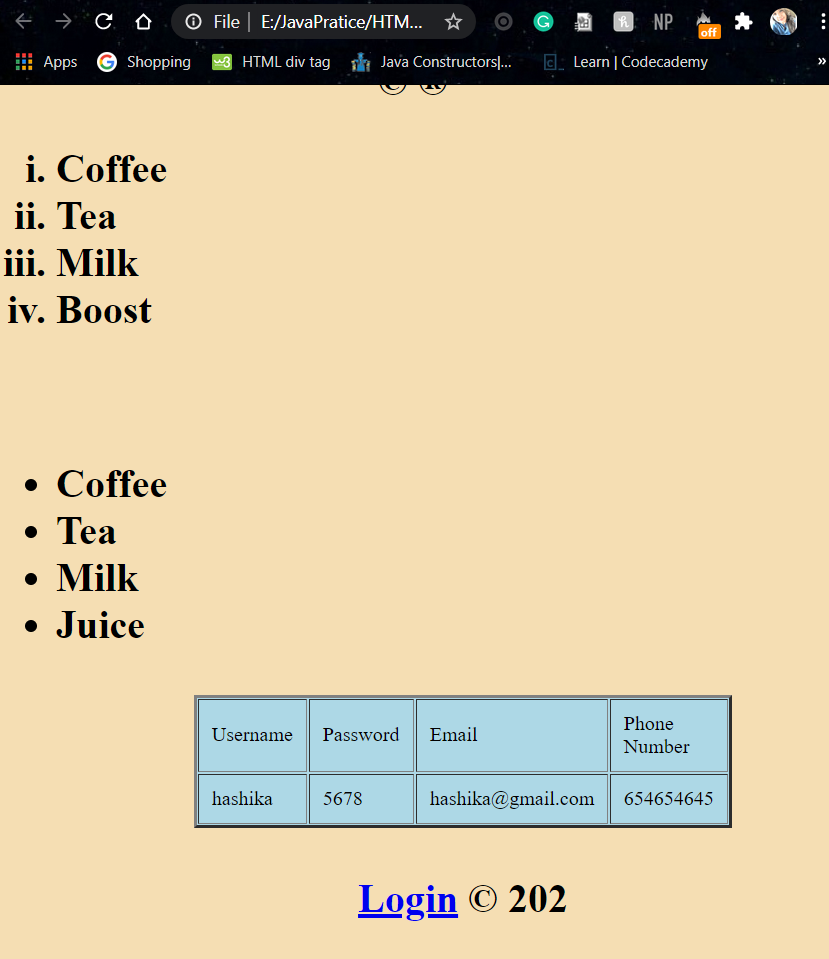 File | E:/JavaPratice/HTM...
NP
off
Apps Shopping HTML div tag Java Constructors|... Learn | Codecademy »
© ®
i. Coffee
ii. Tea
iii. Milk
iv. Boost
• Coffee
• Tea
• Milk
• Juice
Username Password Email Phone
Number
hashika 5678 hashika@gmail.com 654654645
Login © 202